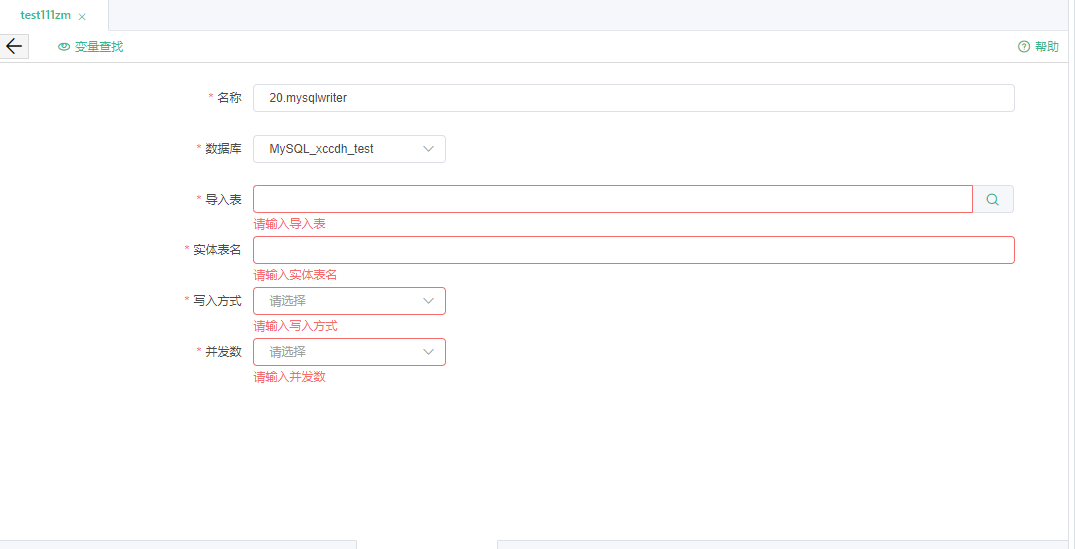 test111zm
变量查找 帮助
* 名称 20.mysqlwriter
* 数据库 MySQL_xccdh_test
* 导入表
请输入导入表
* 实体表名
请输入实体表名
* 写入方式 请选择
请输入写入方式
* 并发数 请选择
请输入并发数